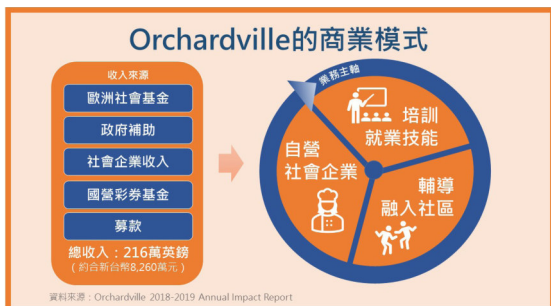 Orchardville的商業模式
收入來源
歐洲社會基金
政府補助
社會企業收入
國營彩券基金
募款
總收入：216萬英鎊
（約合新台幣8,260萬元）
業務主軸
培訓
就業技能
自營
社會企業
輔導
融入社區
資料來源：Orchardville 2018-2019 Annual Impact Report